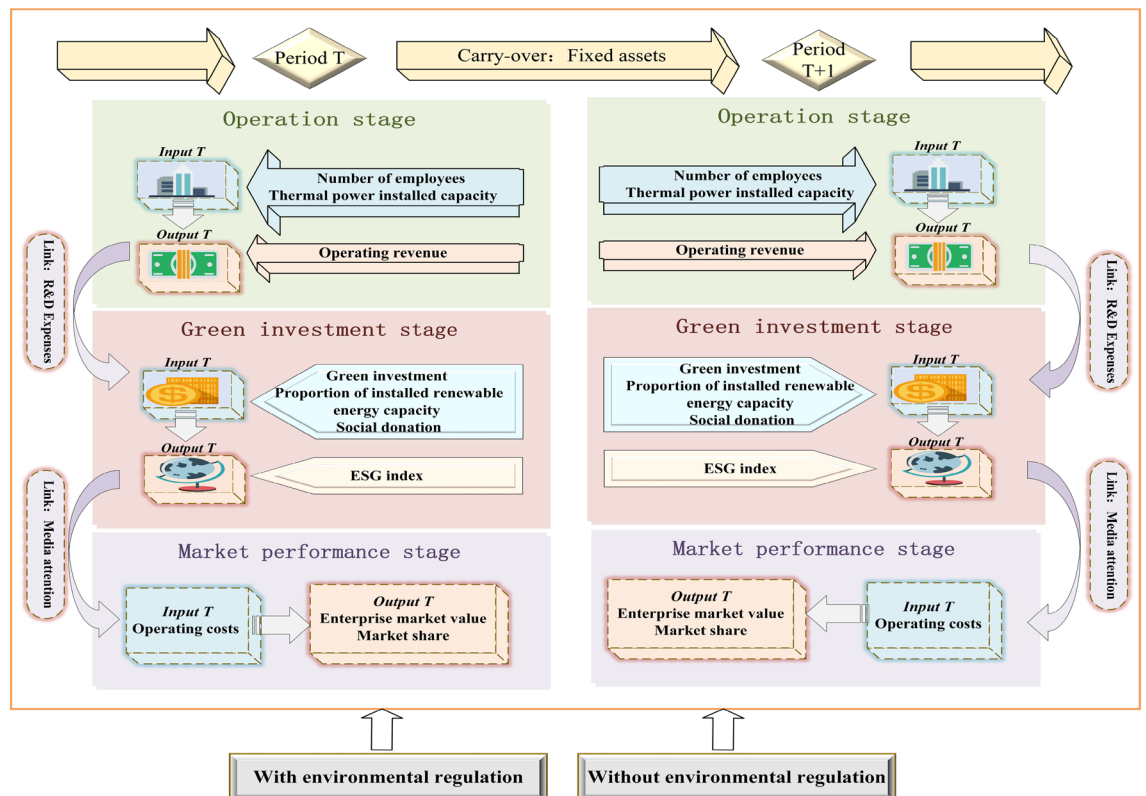 Period T
Carry-over：Fixed assets
Period
T+1
Operation stage
Input T
Number of employees
Thermal power installed capacity
Output T
Operating revenue
Link：R&D Expenses
Green investment stage
Input T
Green investment
Proportion of installed renewable
energy capacity
Social donation
Output T
ESG index
Link：Media attention
Market performance stage
Input T
Operating costs
Output T
Enterprise market value
Market share
Operation stage
Input T
Number of employees
Thermal power installed capacity
Output T
Operating revenue
Link：R&D Expenses
Green investment stage
Input T
Green investment
Proportion of installed renewable
energy capacity
Social donation
Output T
ESG index
Link：Media attention
Market performance stage
Output T
Enterprise market value
Market share
Input T
Operating costs
With environmental regulation
Without environmental regulation